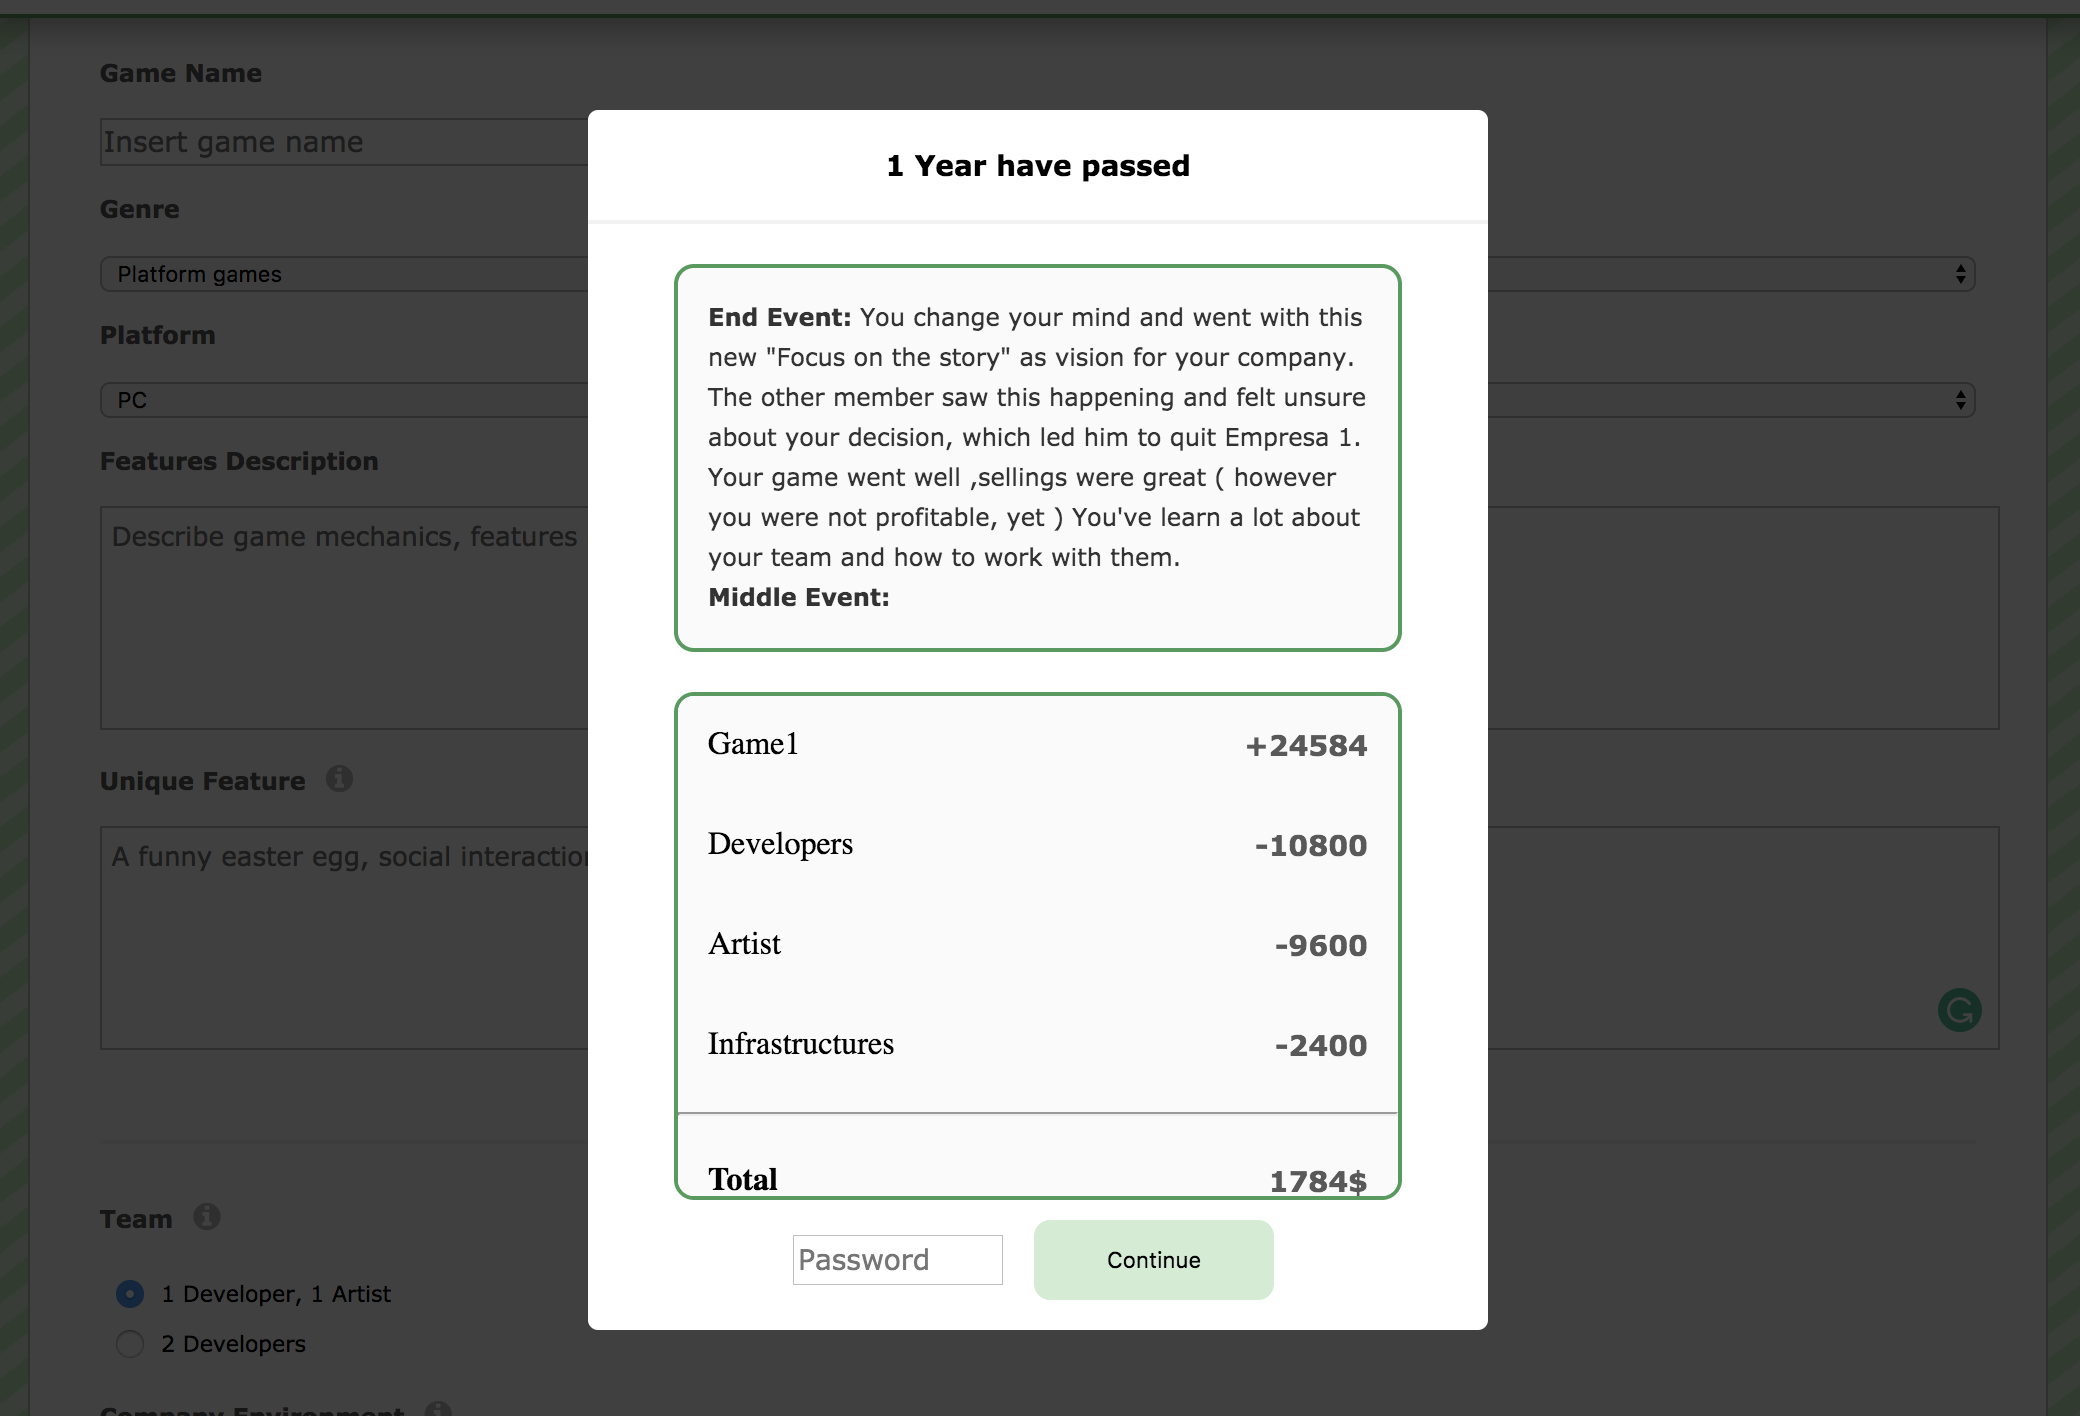 Game Name
Insert game name
Genre
Platform games
Platform
PC
Features Description
Describe game mechanics, features
Unique Feature
A funny easter egg, social interaction
Team
1 Developer, 1 Artist
2 Developers
Company Environment
1 Year have passed
End Event: You change your mind and went with this
new "Focus on the story" as vision for your company.
The other member saw this happening and felt unsure
about your decision, which led him to quit Empresa 1.
Your game went well ,sellings were great ( however
you were not profitable, yet ) You've learn a lot about
your team and how to work with them.
Middle Event:
Game1 +24584
Developers -10800
Artist -9600
Infrastructures -2400
Total 1784$
Password
Continue